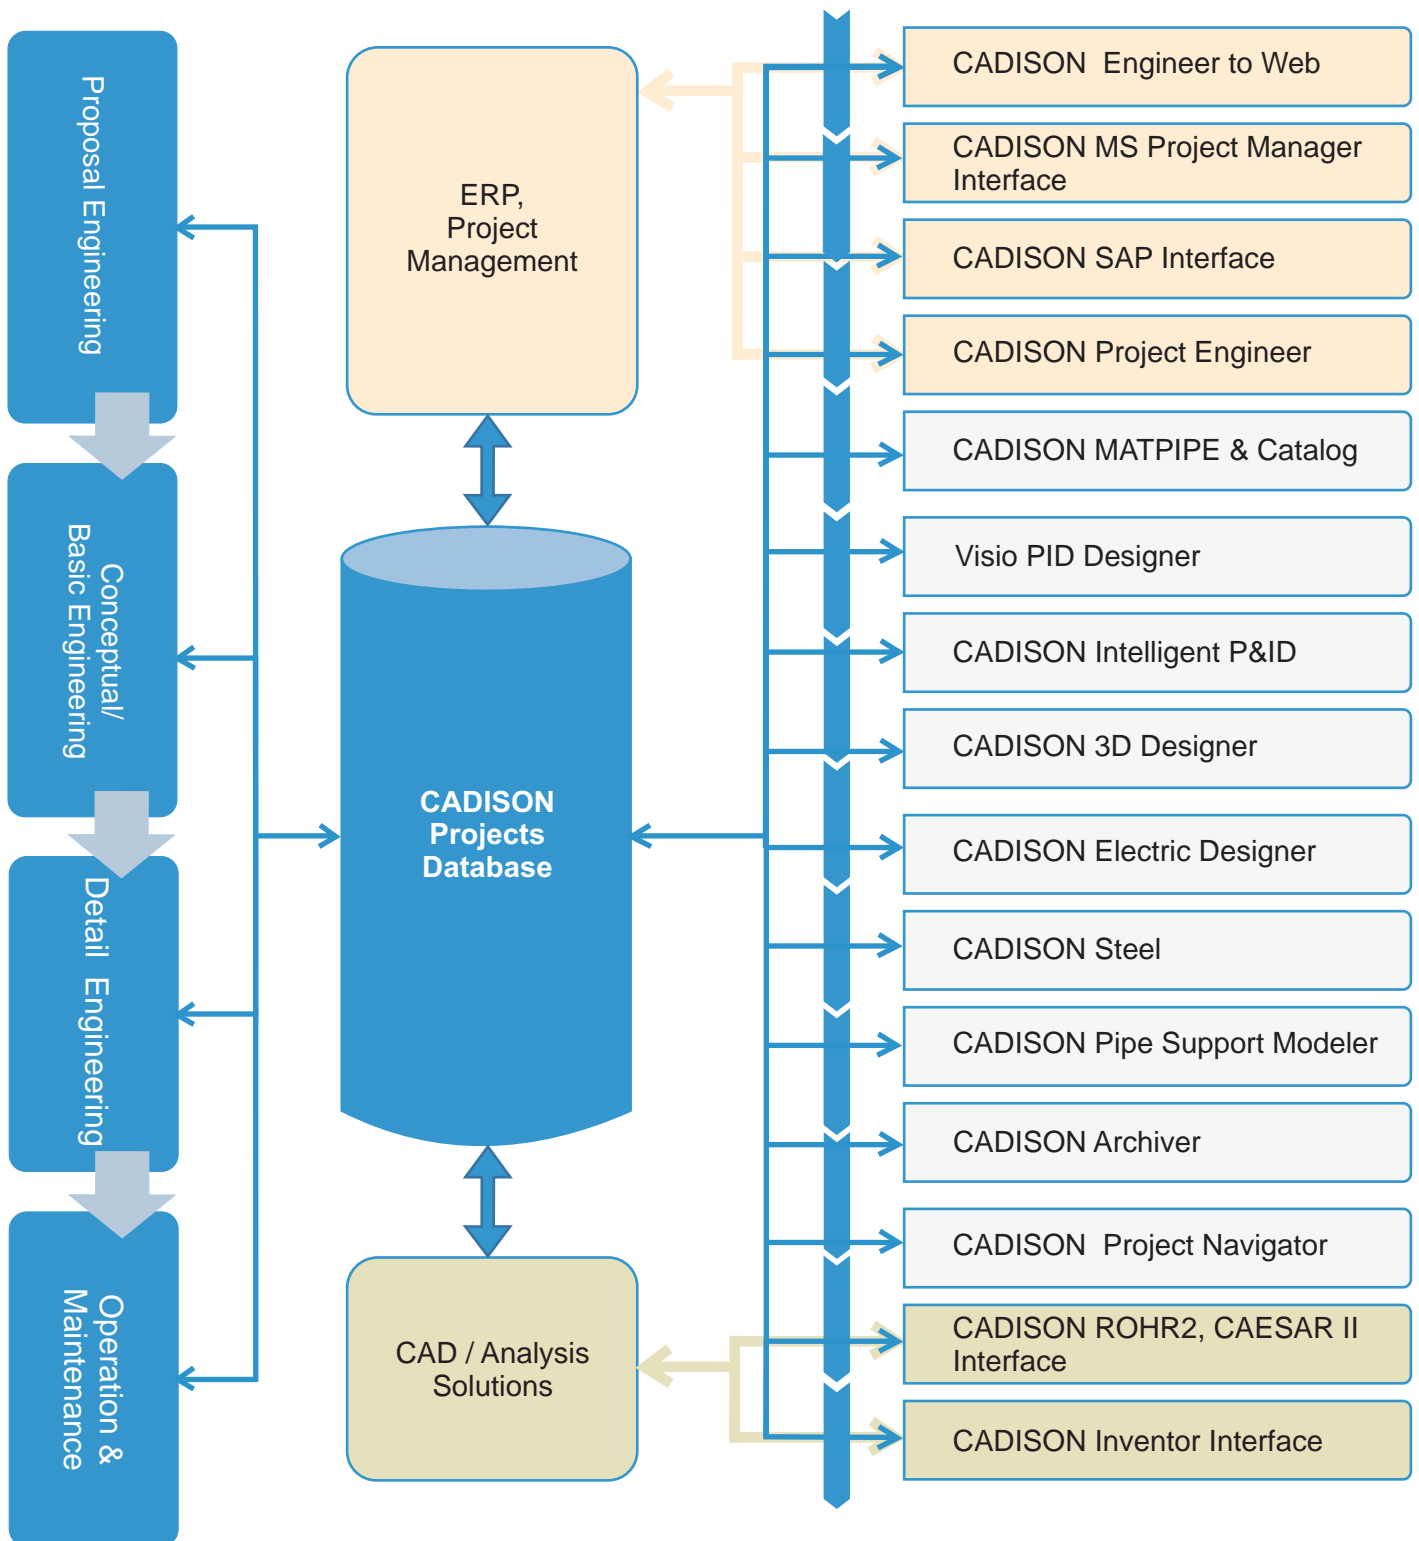 Proposal Engineering
Conceptual/
Basic Engineering
Detail Engineering
Operation &
Maintenance
ERP,
Project
Management
CADISON
Projects
Database
CAD / Analysis
Solutions
CADISON Engineer to Web
CADISON MS Project Manager
Interface
CADISON SAP Interface
CADISON Project Engineer
CADISON MATPIPE & Catalog
Visio PID Designer
CADISON Intelligent P&ID
CADISON 3D Designer
CADISON Electric Designer
CADISON Steel
CADISON Pipe Support Modeler
CADISON Archiver
CADISON Project Navigator
CADISON ROHR2, CAESAR II
Interface
CADISON Inventor Interface